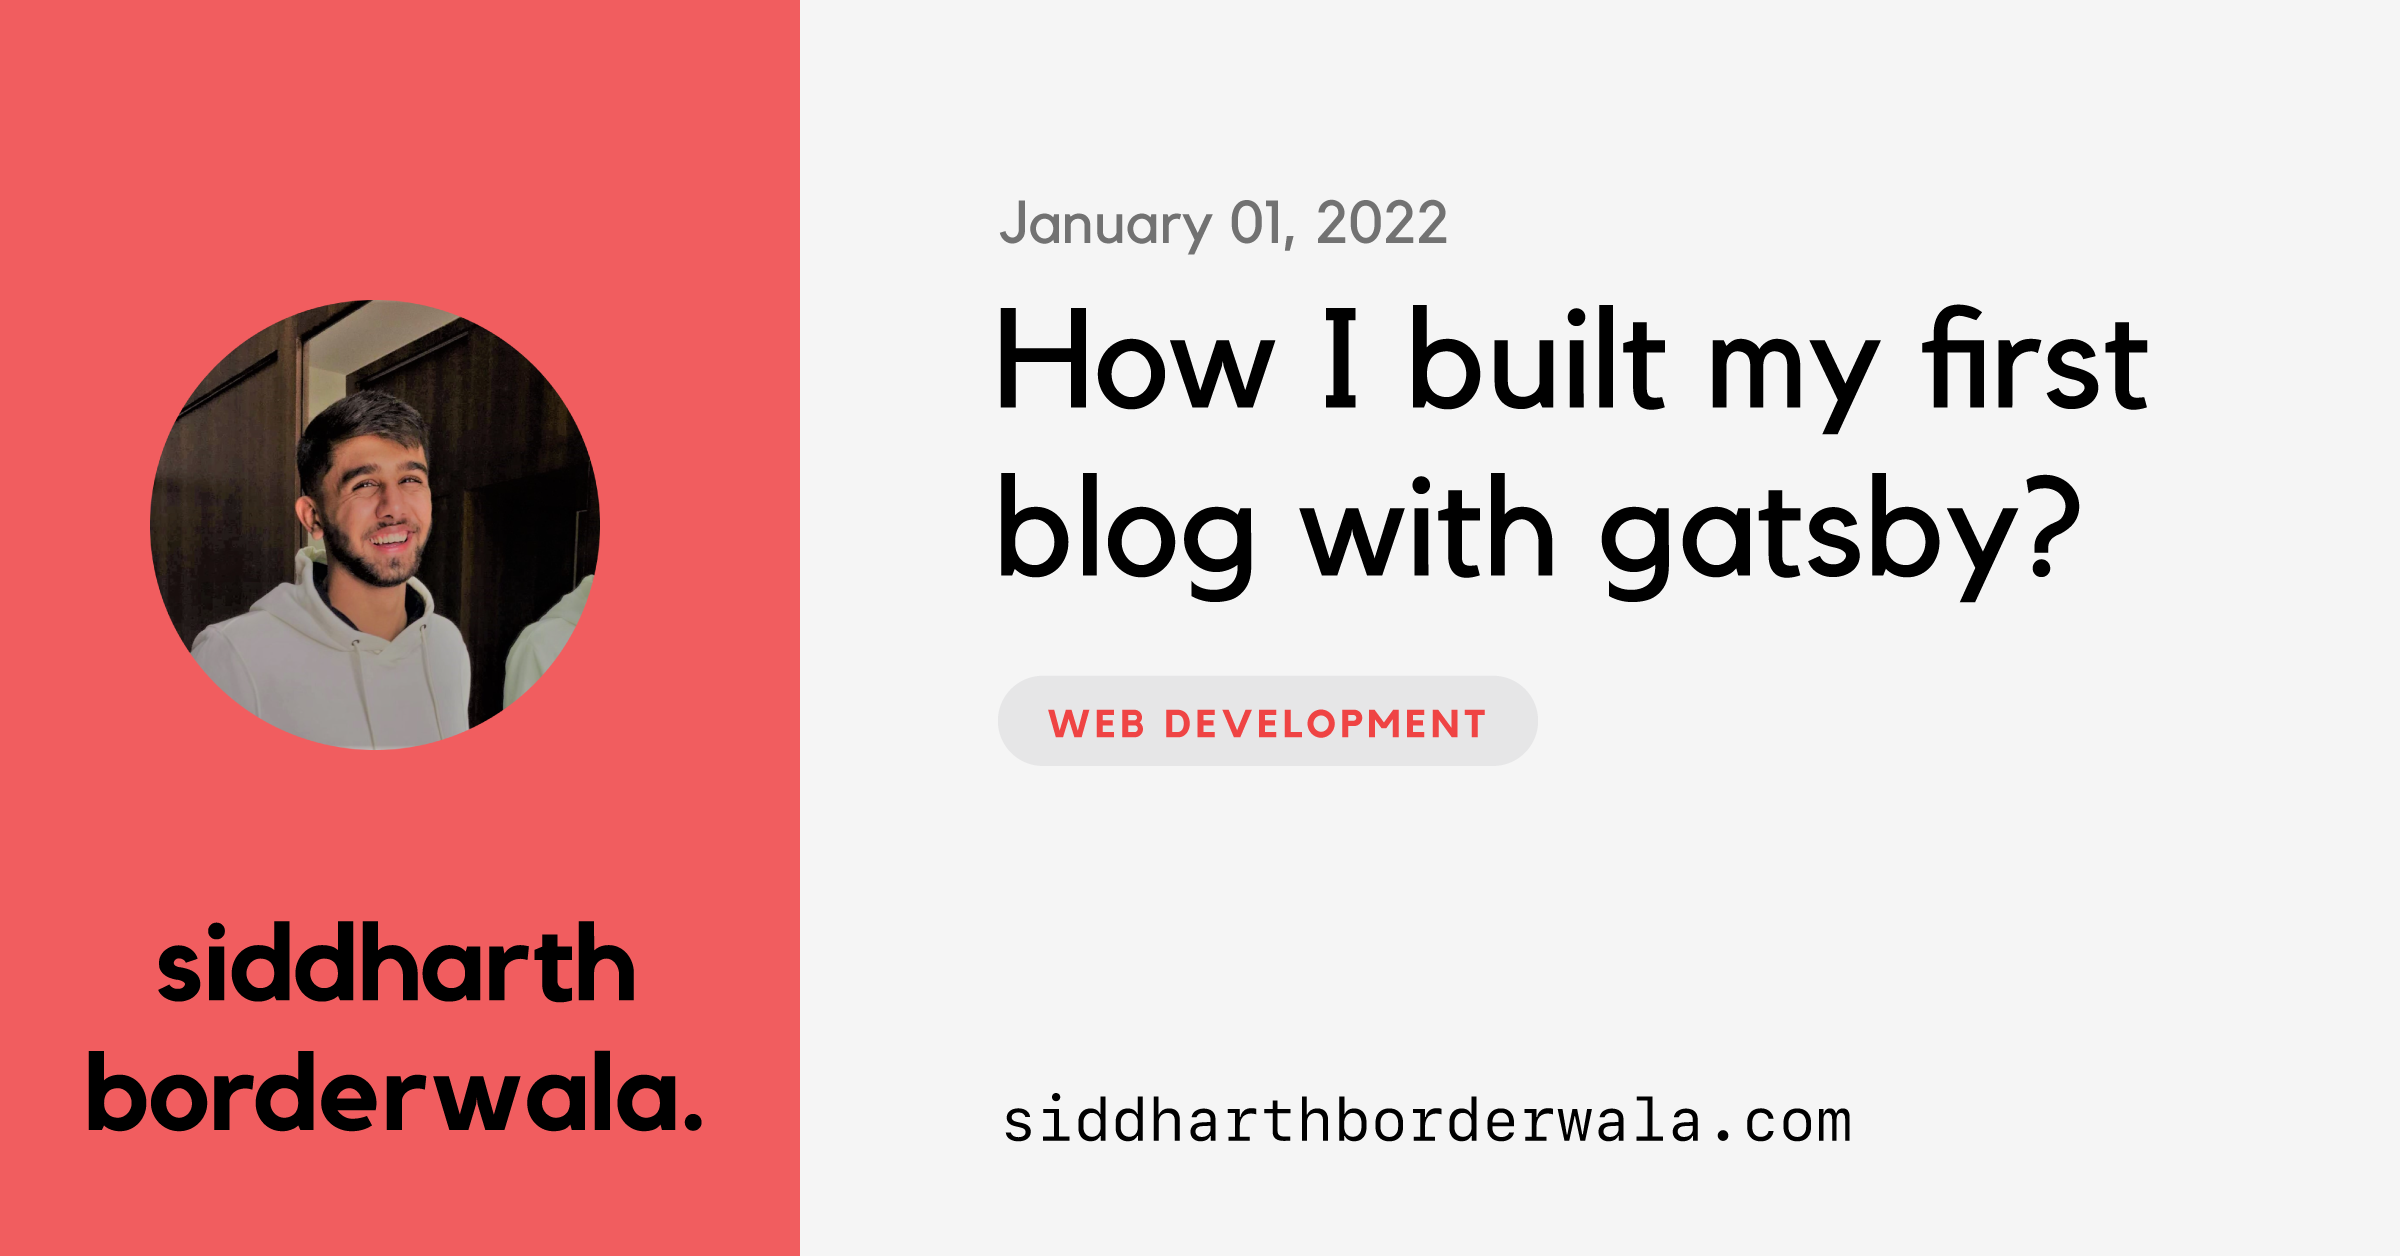 siddharth
borderwala.
January 01, 2022
How I built my first
blog with gatsby?
WEB DEVELOPMENT
siddharthborderwala.com